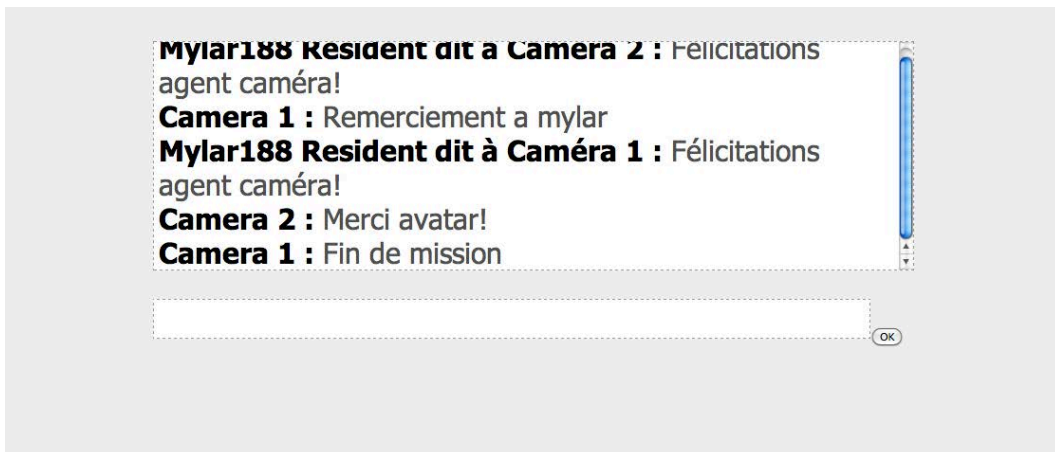 Mylar188 Resident dit à Caméra 2 : Félicitations
agent caméra!
Camera 1 : Remerciement a mylar
Mylar188 Resident dit à Caméra 1 : Félicitations
agent caméra!
Camera 2 : Merci avatar!
Camera 1 : Fin de mission
OK